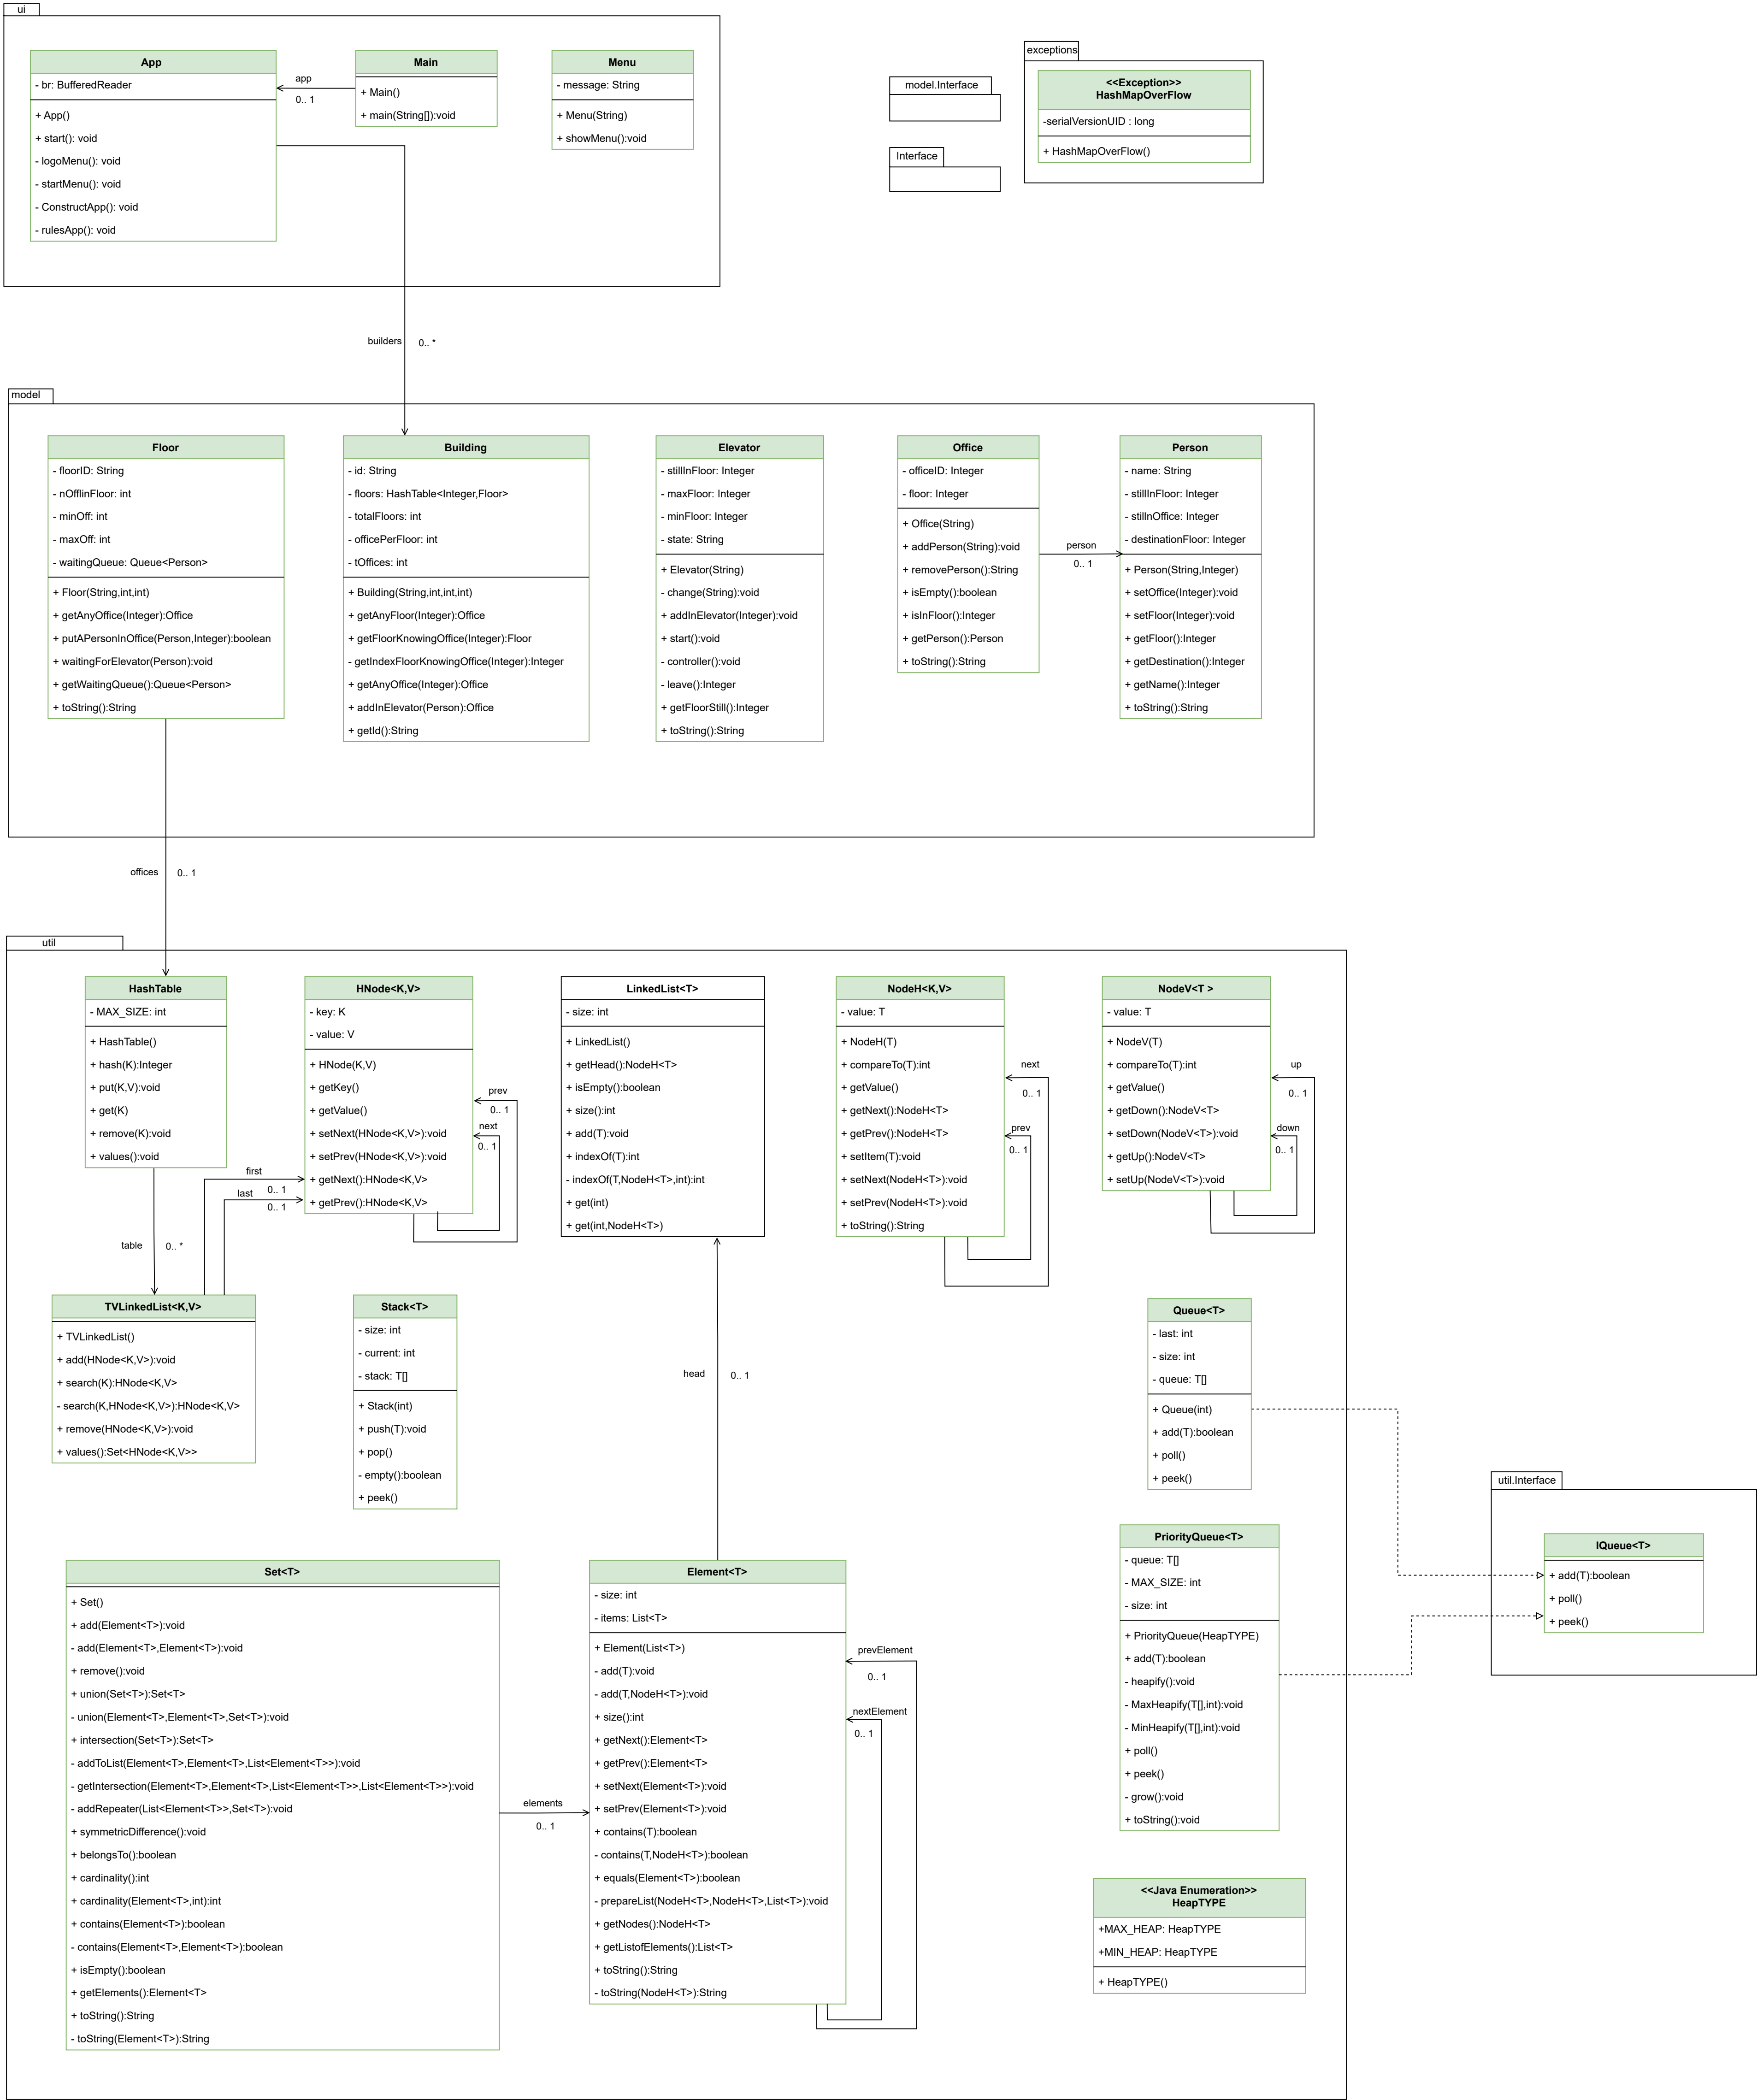 ui
App
- br: BufferedReader
+ App()
+ start(): void
- logoMenu(): void
- startMenu(): void
- ConstructApp(): void
- rulesApp(): void
app
0.. 1
Main
+ Main()
+ main(String[]):void
Menu
- message: String
+ Menu(String)
+ showMenu():void
model.Interface
Interface
exceptions
<<Exception>>
HashMapOverFlow
-serialVersionUID : long
+ HashMapOverFlow()
builders
0.. *
model
Floor
- floorID: String
- nOffIinFloor: int
- minOff: int
- maxOff: int
- waitingQueue: Queue<Person>
+ Floor(String,int,int)
+ getAnyOffice(Integer):Office
+ putAPersonInOffice(Person,Integer):boolean
+ waitingForElevator(Person):void
+ getWaitingQueue():Queue<Person>
+ toString():String
Building
- id: String
- floors: HashTable<Integer,Floor>
- totalFloors: int
- officePerFloor: int
- tOffices: int
+ Building(String,int,int,int)
+ getAnyFloor(Integer):Office
+ getFloorKnowingOffice(Integer):Floor
- getIndexFloorKnowingOffice(Integer):Integer
+ getAnyOffice(Integer):Office
+ addInElevator(Person):Office
+ getId():String
Elevator
- stillInFloor: Integer
- maxFloor: Integer
- minFloor: Integer
- state: String
+ Elevator(String)
- change(String):void
+ addInElevator(Integer):void
+ start():void
- controller():void
- leave():Integer
+ getFloorStill():Integer
+ toString():String
Office
- officeID: Integer
- floor: Integer
+ Office(String)
+ addPerson(String):void
+ removePerson():String
+ isEmpty():boolean
+ isInFloor():Integer
+ getPerson():Person
+ toString():String
person
0.. 1
Person
- name: String
- stillInFloor: Integer
- stillnOffice: Integer
- destinationFloor: Integer
+ Person(String,Integer)
+ setOffice(Integer):void
+ setFloor(Integer):void
+ getFloor():Integer
+ getDestination():Integer
+ getName():Integer
+ toString():String
offices
0.. 1
util
HashTable
- MAX_SIZE: int
+ HashTable()
+ hash(K):Integer
+ put(K,V):void
+ get(K)
+ remove(K):void
+ values():void
HNode<K,V>
- key: K
- value: V
+ HNode(K,V)
+ getKey()
+ getValue()
+ setNext(HNode<K,V>):void
+ setPrev(HNode<K,V>):void
+ getNext():HNode<K,V>
+ getPrev():HNode<K,V>
prev
0.. 1
next
0.. 1
first
0.. 1
last
0.. 1
LinkedList<T>
- size: int
+ LinkedList()
+ getHead():NodeH<T>
+ isEmpty():boolean
+ size():int
+ add(T):void
+ indexOf(T):int
- indexOf(T,NodeH<T>,int):int
+ get(int)
+ get(int,NodeH<T>)
NodeH<K,V>
- value: T
+ NodeH(T)
+ compareTo(T):int
+ getValue()
+ getNext():NodeH<T>
+ getPrev():NodeH<T>
+ setItem(T):void
+ setNext(NodeH<T>):void
+ setPrev(NodeH<T>):void
+ toString():String
next
0.. 1
prev
0.. 1
NodeV<T >
- value: T
+ NodeV(T)
+ compareTo(T):int
+ getValue()
+ getDown():NodeV<T>
+ setDown(NodeV<T>):void
+ getUp():NodeV<T>
+ setUp(NodeV<T>):void
up
0.. 1
down
0.. 1
table
0.. *
TVLinkedList<K,V>
+ TVLinkedList()
+ add(HNode<K,V>):void
+ search(K):HNode<K,V>
- search(K,HNode<K,V>):HNode<K,V>
+ remove(HNode<K,V>):void
+ values():Set<HNode<K,V>>
Stack<T>
- size: int
- current: int
- stack: T[]
+ Stack(int)
+ push(T):void
+ pop()
- empty():boolean
+ peek()
head
0.. 1
Queue<T>
- last: int
- size: int
- queue: T[]
+ Queue(int)
+ add(T):boolean
+ poll()
+ peek()
util.Interface
IQueue<T>
+ add(T):boolean
+ poll()
+ peek()
PriorityQueue<T>
- queue: T[]
- MAX_SIZE: int
- size: int
+ PriorityQueue(HeapTYPE)
+ add(T):boolean
- heapify():void
- MaxHeapify(T[],int):void
- MinHeapify(T[],int):void
+ poll()
+ peek()
- grow():void
+ toString():void
Set<T>
+ Set()
+ add(Element<T>):void
- add(Element<T>,Element<T>):void
+ remove():void
+ union(Set<T>):Set<T>
- union(Element<T>,Element<T>,Set<T>):void
+ intersection(Set<T>):Set<T>
- addToList(Element<T>,Element<T>,List<Element<T>>):void
- getIntersection(Element<T>,Element<T>,List<Element<T>>,List<Element<T>>):void
- addRepeater(List<Element<T>>,Set<T>):void
+ symmetricDifference():void
+ belongsTo():boolean
+ cardinality():int
+ cardinality(Element<T>,int):int
+ contains(Element<T>):boolean
- contains(Element<T>,Element<T>):boolean
+ isEmpty():boolean
+ getElements():Element<T>
+ toString():String
- toString(Element<T>):String
elements
0.. 1
Element<T>
- size: int
- items: List<T>
+ Element(List<T>)
- add(T):void
- add(T,NodeH<T>):void
+ size():int
+ getNext():Element<T>
+ getPrev():Element<T>
+ setNext(Element<T>):void
+ setPrev(Element<T>):void
+ contains(T):boolean
- contains(T,NodeH<T>):boolean
+ equals(Element<T>):boolean
- prepareList(NodeH<T>,NodeH<T>,List<T>):void
+ getNodes():NodeH<T>
+ getListofElements():List<T>
+ toString():String
- toString(NodeH<T>):String
prevElement
0.. 1
nextElement
0.. 1
<<Java Enumeration>>
HeapTYPE
+MAX_HEAP: HeapTYPE
+MIN_HEAP: HeapTYPE
+ HeapTYPE()